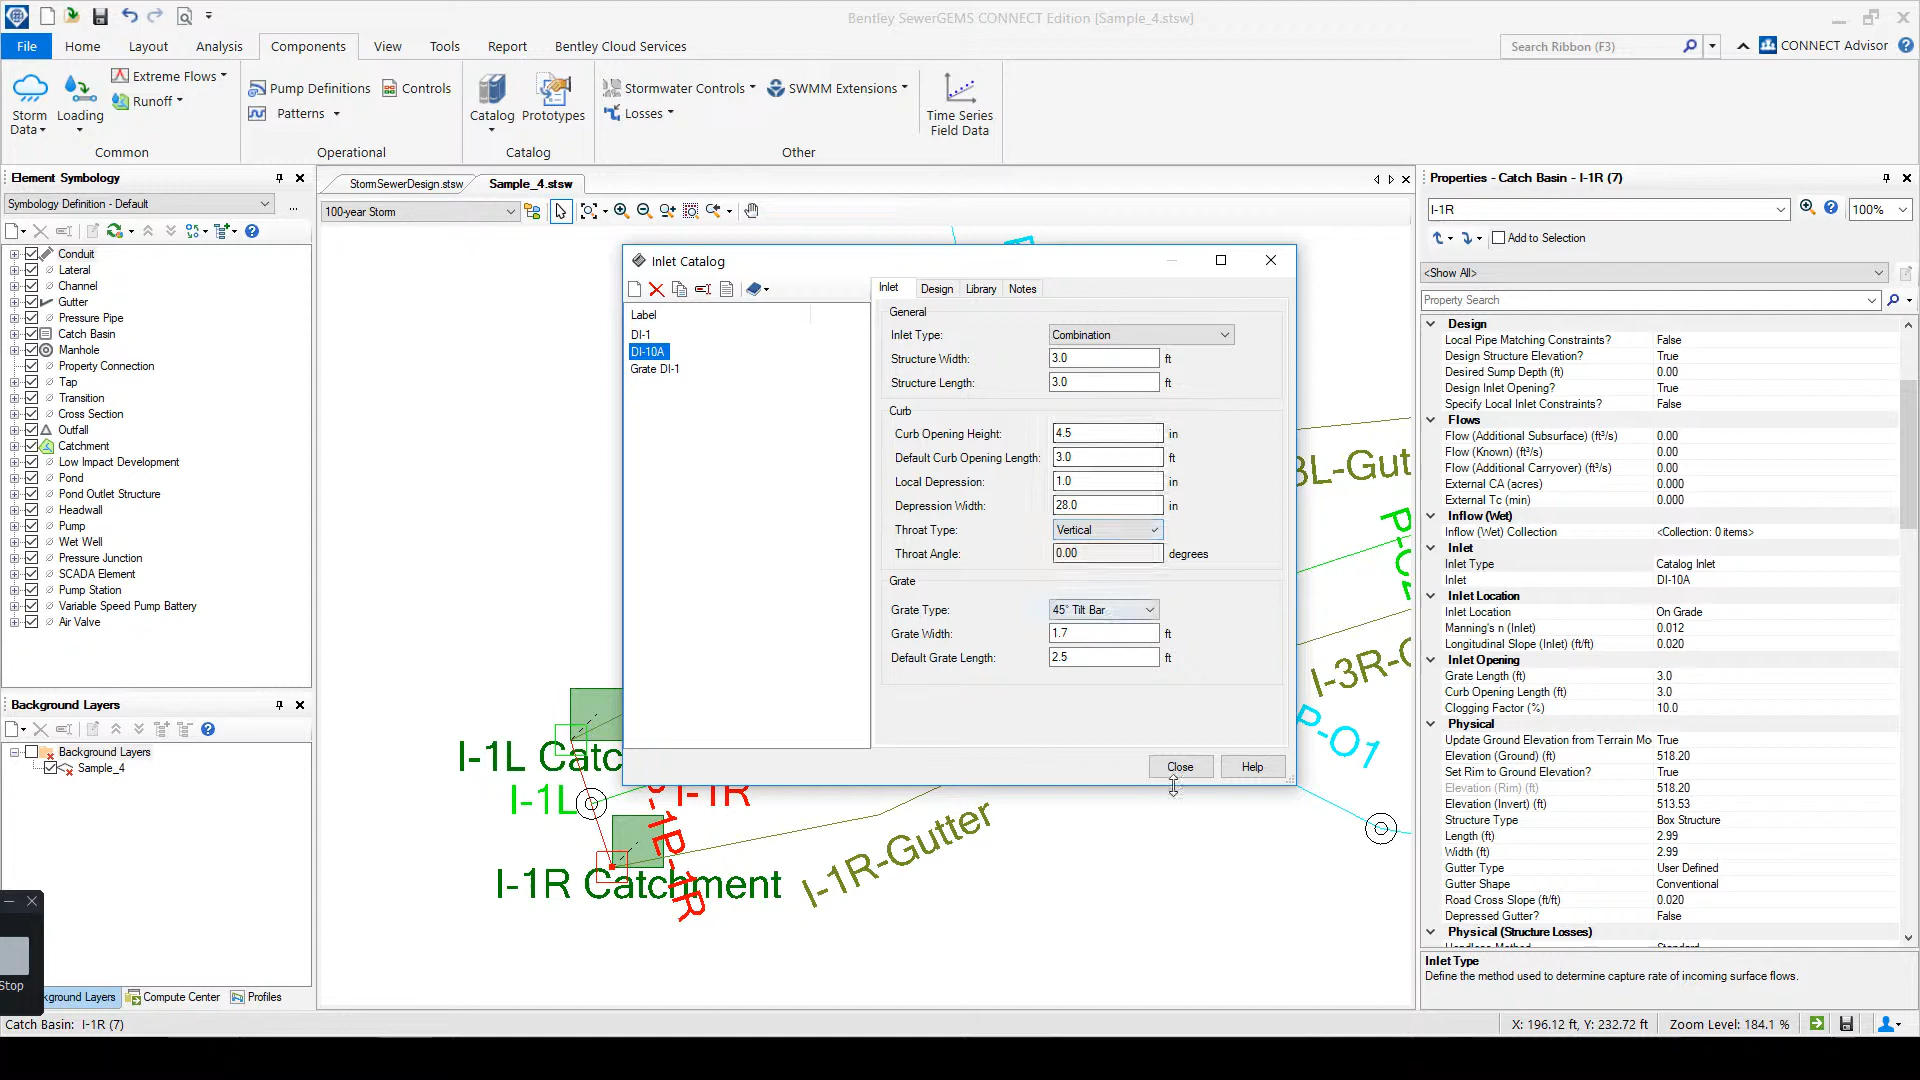 Bentley SewerGEMS CONNECT Edition [Sample_4.stsw]
File Home Layout Analysis Components View Tools Report Bentley Cloud Services
Search Ribbon (F3)
CONNECT Advisor
Storm Data
Loading
Extreme Flows
Runoff
Common
Pump Definitions
Controls
Patterns
Operational
Catalog
Prototypes
Catalog
Stormwater Controls
SWMM Extensions
Losses
Time Series Field Data
Other
Element Symbology
Symbology Definition - Default
...
Conduit
Lateral
Channel
Gutter
Pressure Pipe
Catch Basin
Manhole
Property Connection
Tap
Transition
Cross Section
Outfall
Catchment
Low Impact Development
Pond
Pond Outlet Structure
Headwall
Pump
Wet Well
Pressure Junction
SCADA Element
Pump Station
Variable Speed Pump Battery
Air Valve
Background Layers
Background Layers
Sample_4
Stop
kground Layers
Compute Center
Profiles
StormSewerDesign.stsw
Sample_4.stsw
100-year Storm
Inlet Catalog
Label
DI-1
DI-10A
Grate DI-1
Inlet Design Library Notes
General
Inlet Type: Combination
Structure Width: 3.0 ft
Structure Length: 3.0 ft
Curb
Curb Opening Height: 4.5 in
Default Curb Opening Length: 3.0 ft
Local Depression: 1.0 in
Depression Width: 28.0 in
Throat Type: Vertical
Throat Angle: 0.00 degrees
Grate
Grate Type: 45° Tilt Bar
Grate Width: 1.7 ft
Default Grate Length: 2.5 ft
Close
Help
3L-Gut
I-3R-G
P-O1
I-1L Catc
I-1L
I-1R
I-1R Catchment
I-1R-Gutter
Properties - Catch Basin - I-1R (7)
I-1R
100%
Add to Selection
<Show All>
Property Search
Design
Local Pipe Matching Constraints? False
Design Structure Elevation? True
Desired Sump Depth (ft) 0.00
Design Inlet Opening? True
Specify Local Inlet Constraints? False
Flows
Flow (Additional Subsurface) (ft³/s) 0.00
Flow (Known) (ft³/s) 0.00
Flow (Additional Carryover) (ft³/s) 0.00
External CA (acres) 0.000
External Tc (min) 0.000
Inflow (Wet)
Inflow (Wet) Collection <Collection: 0 items>
Inlet
Inlet Type Catalog Inlet
Inlet DI-10A
Inlet Location
Inlet Location On Grade
Manning's n (Inlet) 0.012
Longitudinal Slope (Inlet) (ft/ft) 0.020
Inlet Opening
Grate Length (ft) 3.0
Curb Opening Length (ft) 3.0
Clogging Factor (%) 10.0
Physical
Update Ground Elevation from Terrain Mo True
Elevation (Ground) (ft) 518.20
Set Rim to Ground Elevation? True
Elevation (Rim) (ft) 518.20
Elevation (Invert) (ft) 513.53
Structure Type Box Structure
Length (ft) 2.99
Width (ft) 2.99
Gutter Type User Defined
Gutter Shape Conventional
Road Cross Slope (ft/ft) 0.020
Depressed Gutter? False
Physical (Structure Losses)
Inlet Type
Define the method used to determine capture rate of incoming surface flows.
Catch Basin: I-1R (7)
X: 196.12 ft, Y: 232.72 ft
Zoom Level: 184.1 %